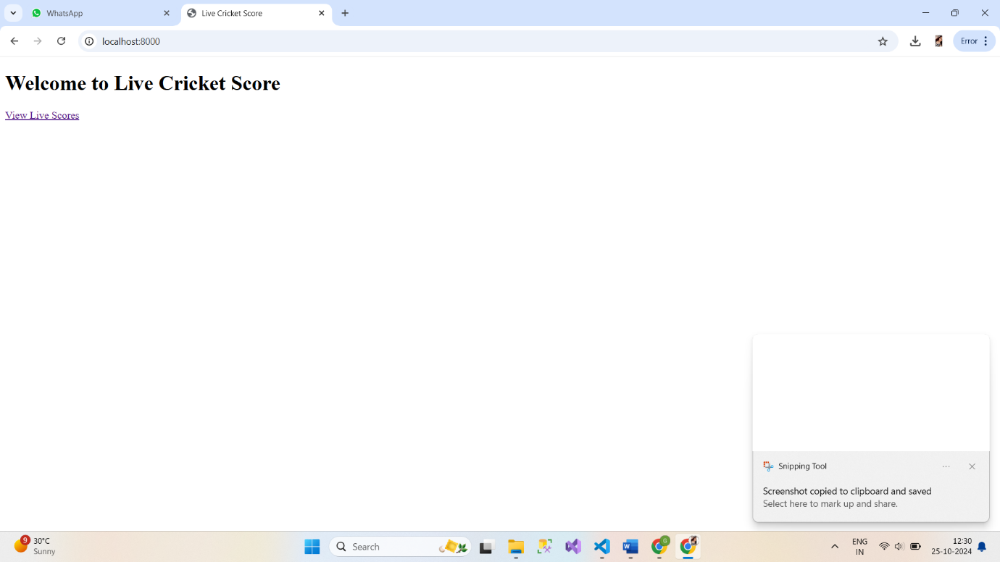 WhatsApp
Live Cricket Score
localhost:8000
Error
Welcome to Live Cricket Score
View Live Scores
Snipping Tool
Screenshot copied to clipboard and saved
Select here to mark up and share.
9
30°C
Sunny
Search
G
ENG
IN
12:30
25-10-2024